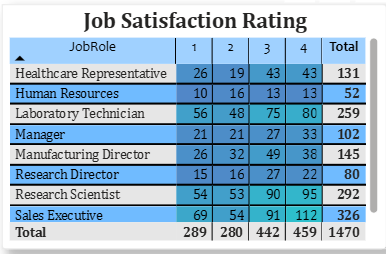 Job Satisfaction Rating
JobRole 1 2 3 4 Total
Healthcare Representative 26 19 43 43 131
Human Resources 10 16 13 13 52
Laboratory Technician 56 48 75 80 259
Manager 21 21 27 33 102
Manufacturing Director 26 32 49 38 145
Research Director 15 16 27 22 80
Research Scientist 54 53 90 95 292
Sales Executive 69 54 91 112 326
Total 289 280 442 459 1470